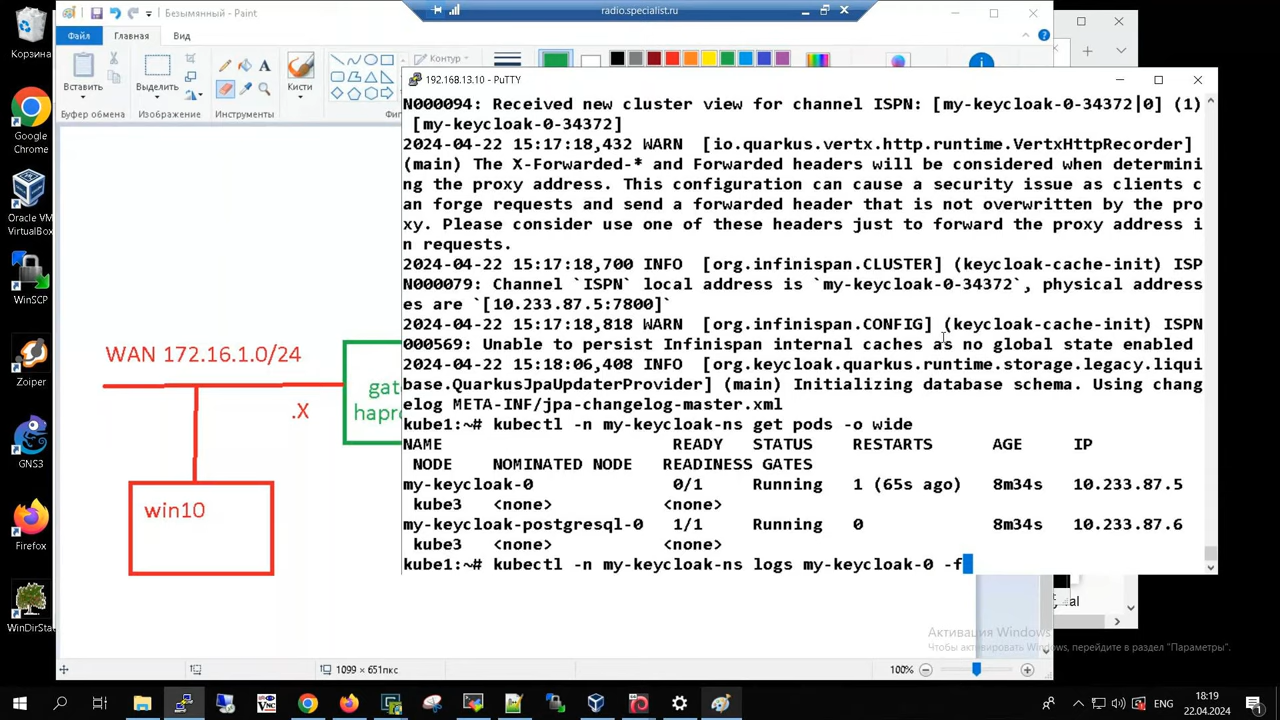 Корзина
Google
Chrome
Oracle VM
VirtualBox
WinSCP
Zoiper
GNS3
Firefox
WinDirStat
Безымянный - Paint
radio.specialist.ru
Файл
Главная
Вид
Вставить
Выделить
Кисти
Контур
Буфер обмена
Изображение
Инструменты
WAN 172.16.1.0/24
.X
win10
192.168.13.10 - PuTTY
N000094: Received new cluster view for channel ISPN: [my-keycloak-0-34372|0] (1)
[my-keycloak-0-34372]
2024-04-22 15:17:18,432 WARN [io.quarkus.vertx.http.runtime.VertxHttpRecorder]
(main) The X-Forwarded-* and Forwarded headers will be considered when determini
ng the proxy address. This configuration can cause a security issue as clients c
an forge requests and send a forwarded header that is not overwritten by the pro
xy. Please consider use one of these headers just to forward the proxy address i
n requests.
2024-04-22 15:17:18,700 INFO [org.infinispan.CLUSTER] (keycloak-cache-init) ISP
N000079: Channel `ISPN` local address is `my-keycloak-0-34372`, physical address
es are `[10.233.87.5:7800]`
2024-04-22 15:17:18,818 WARN [org.infinispan.CONFIG] (keycloak-cache-init) ISPN
000569: Unable to persist Infinispan internal caches as no global state enabled
2024-04-22 15:18:06,408 INFO [org.keycloak.quarkus.runtime.storage.legacy.liqui
base.QuarkusJpaUpdaterProvider] (main) Initializing database schema. Using chang
elog META-INF/jpa-changelog-master.xml
kube1:~# kubectl -n my-keycloak-ns get pods -o wide
NAME READY STATUS RESTARTS AGE IP
NODE NOMINATED NODE READINESS GATES
my-keycloak-0 0/1 Running 1 (65s ago) 8m34s 10.233.87.5
kube3 <none> <none>
my-keycloak-postgresql-0 1/1 Running 0 8m34s 10.233.87.6
kube3 <none> <none>
kube1:~# kubectl -n my-keycloak-ns logs my-keycloak-0 -f
Активация Windows
Чтобы активировать Windows, перейдите в раздел "Параметры".
1099 × 651пкс
100%
ENG
18:19
22.04.2024